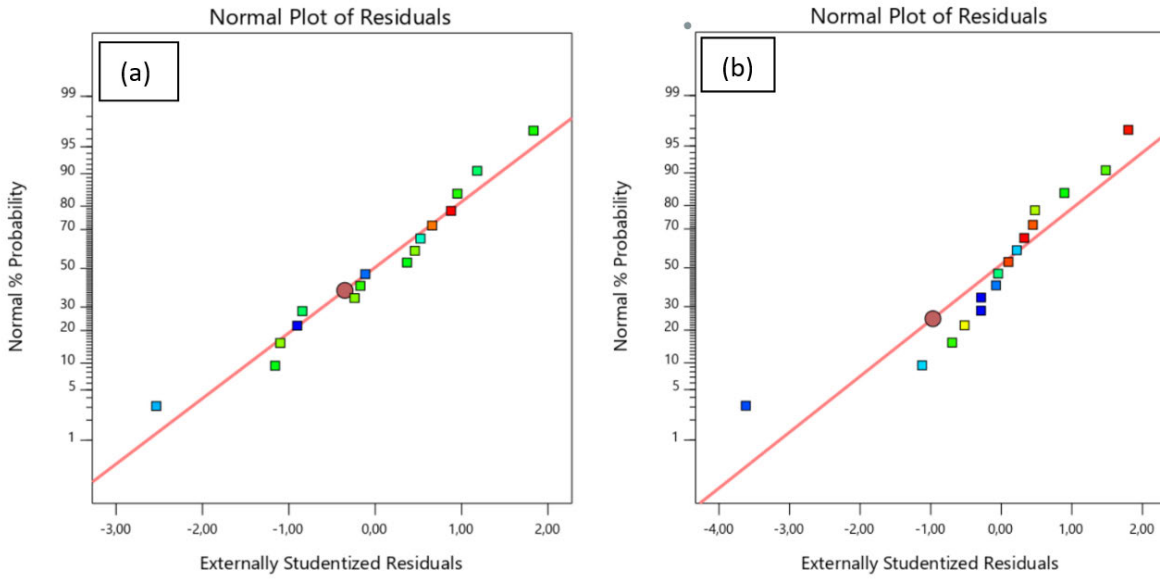 Normal Plot of Residuals
(a)
99
95
90
80
70
50
30
20
10
5
1
Normal % Probability
-3,00 -2,00 -1,00 0,00 1,00 2,00
Externally Studentized Residuals
Normal Plot of Residuals
(b)
99
95
90
80
70
50
30
20
10
5
1
Normal % Probability
-4,00 -3,00 -2,00 -1,00 0,00 1,00 2,00
Externally Studentized Residuals